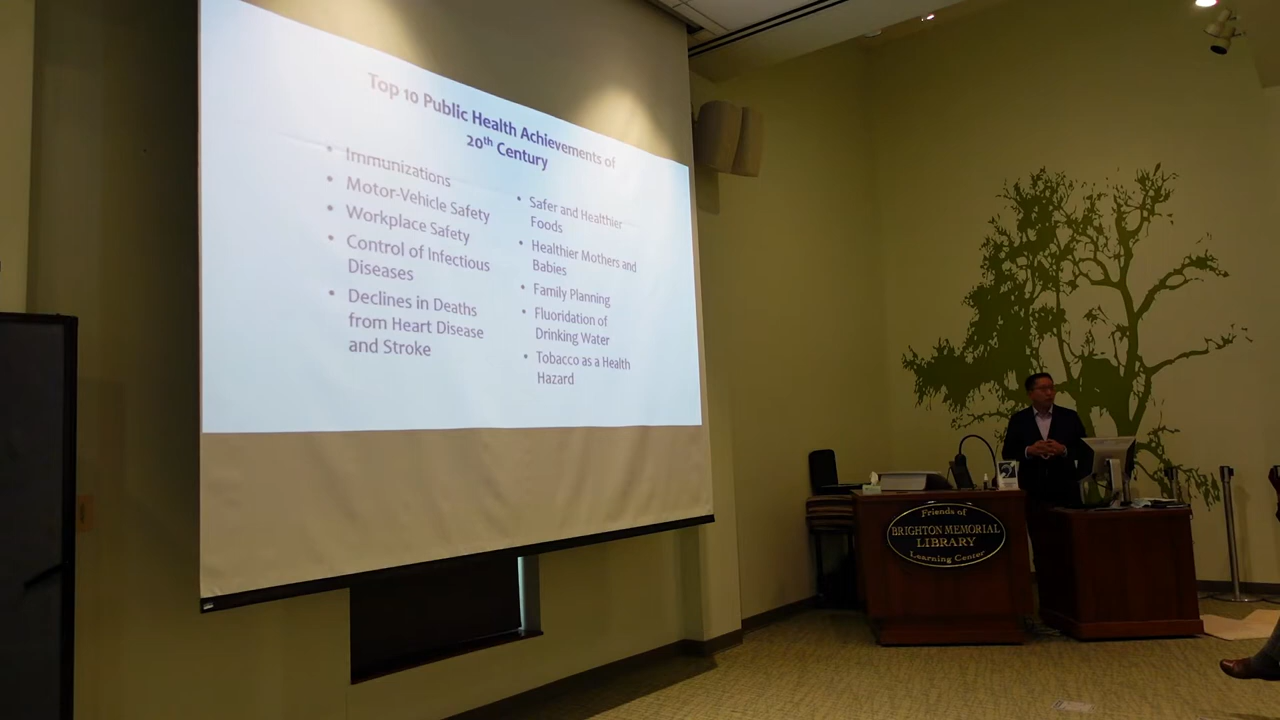 Top 10 Public Health Achievements of
20th Century
• Immunizations
• Motor-Vehicle Safety
• Workplace Safety
• Control of Infectious
Diseases
• Declines in Deaths
from Heart Disease
and Stroke
• Safer and Healthier
Foods
• Healthier Mothers and
Babies
• Family Planning
• Fluoridation of
Drinking Water
• Tobacco as a Health
Hazard
Friends of
BRIGHTON MEMORIAL
LIBRARY
Learning Center